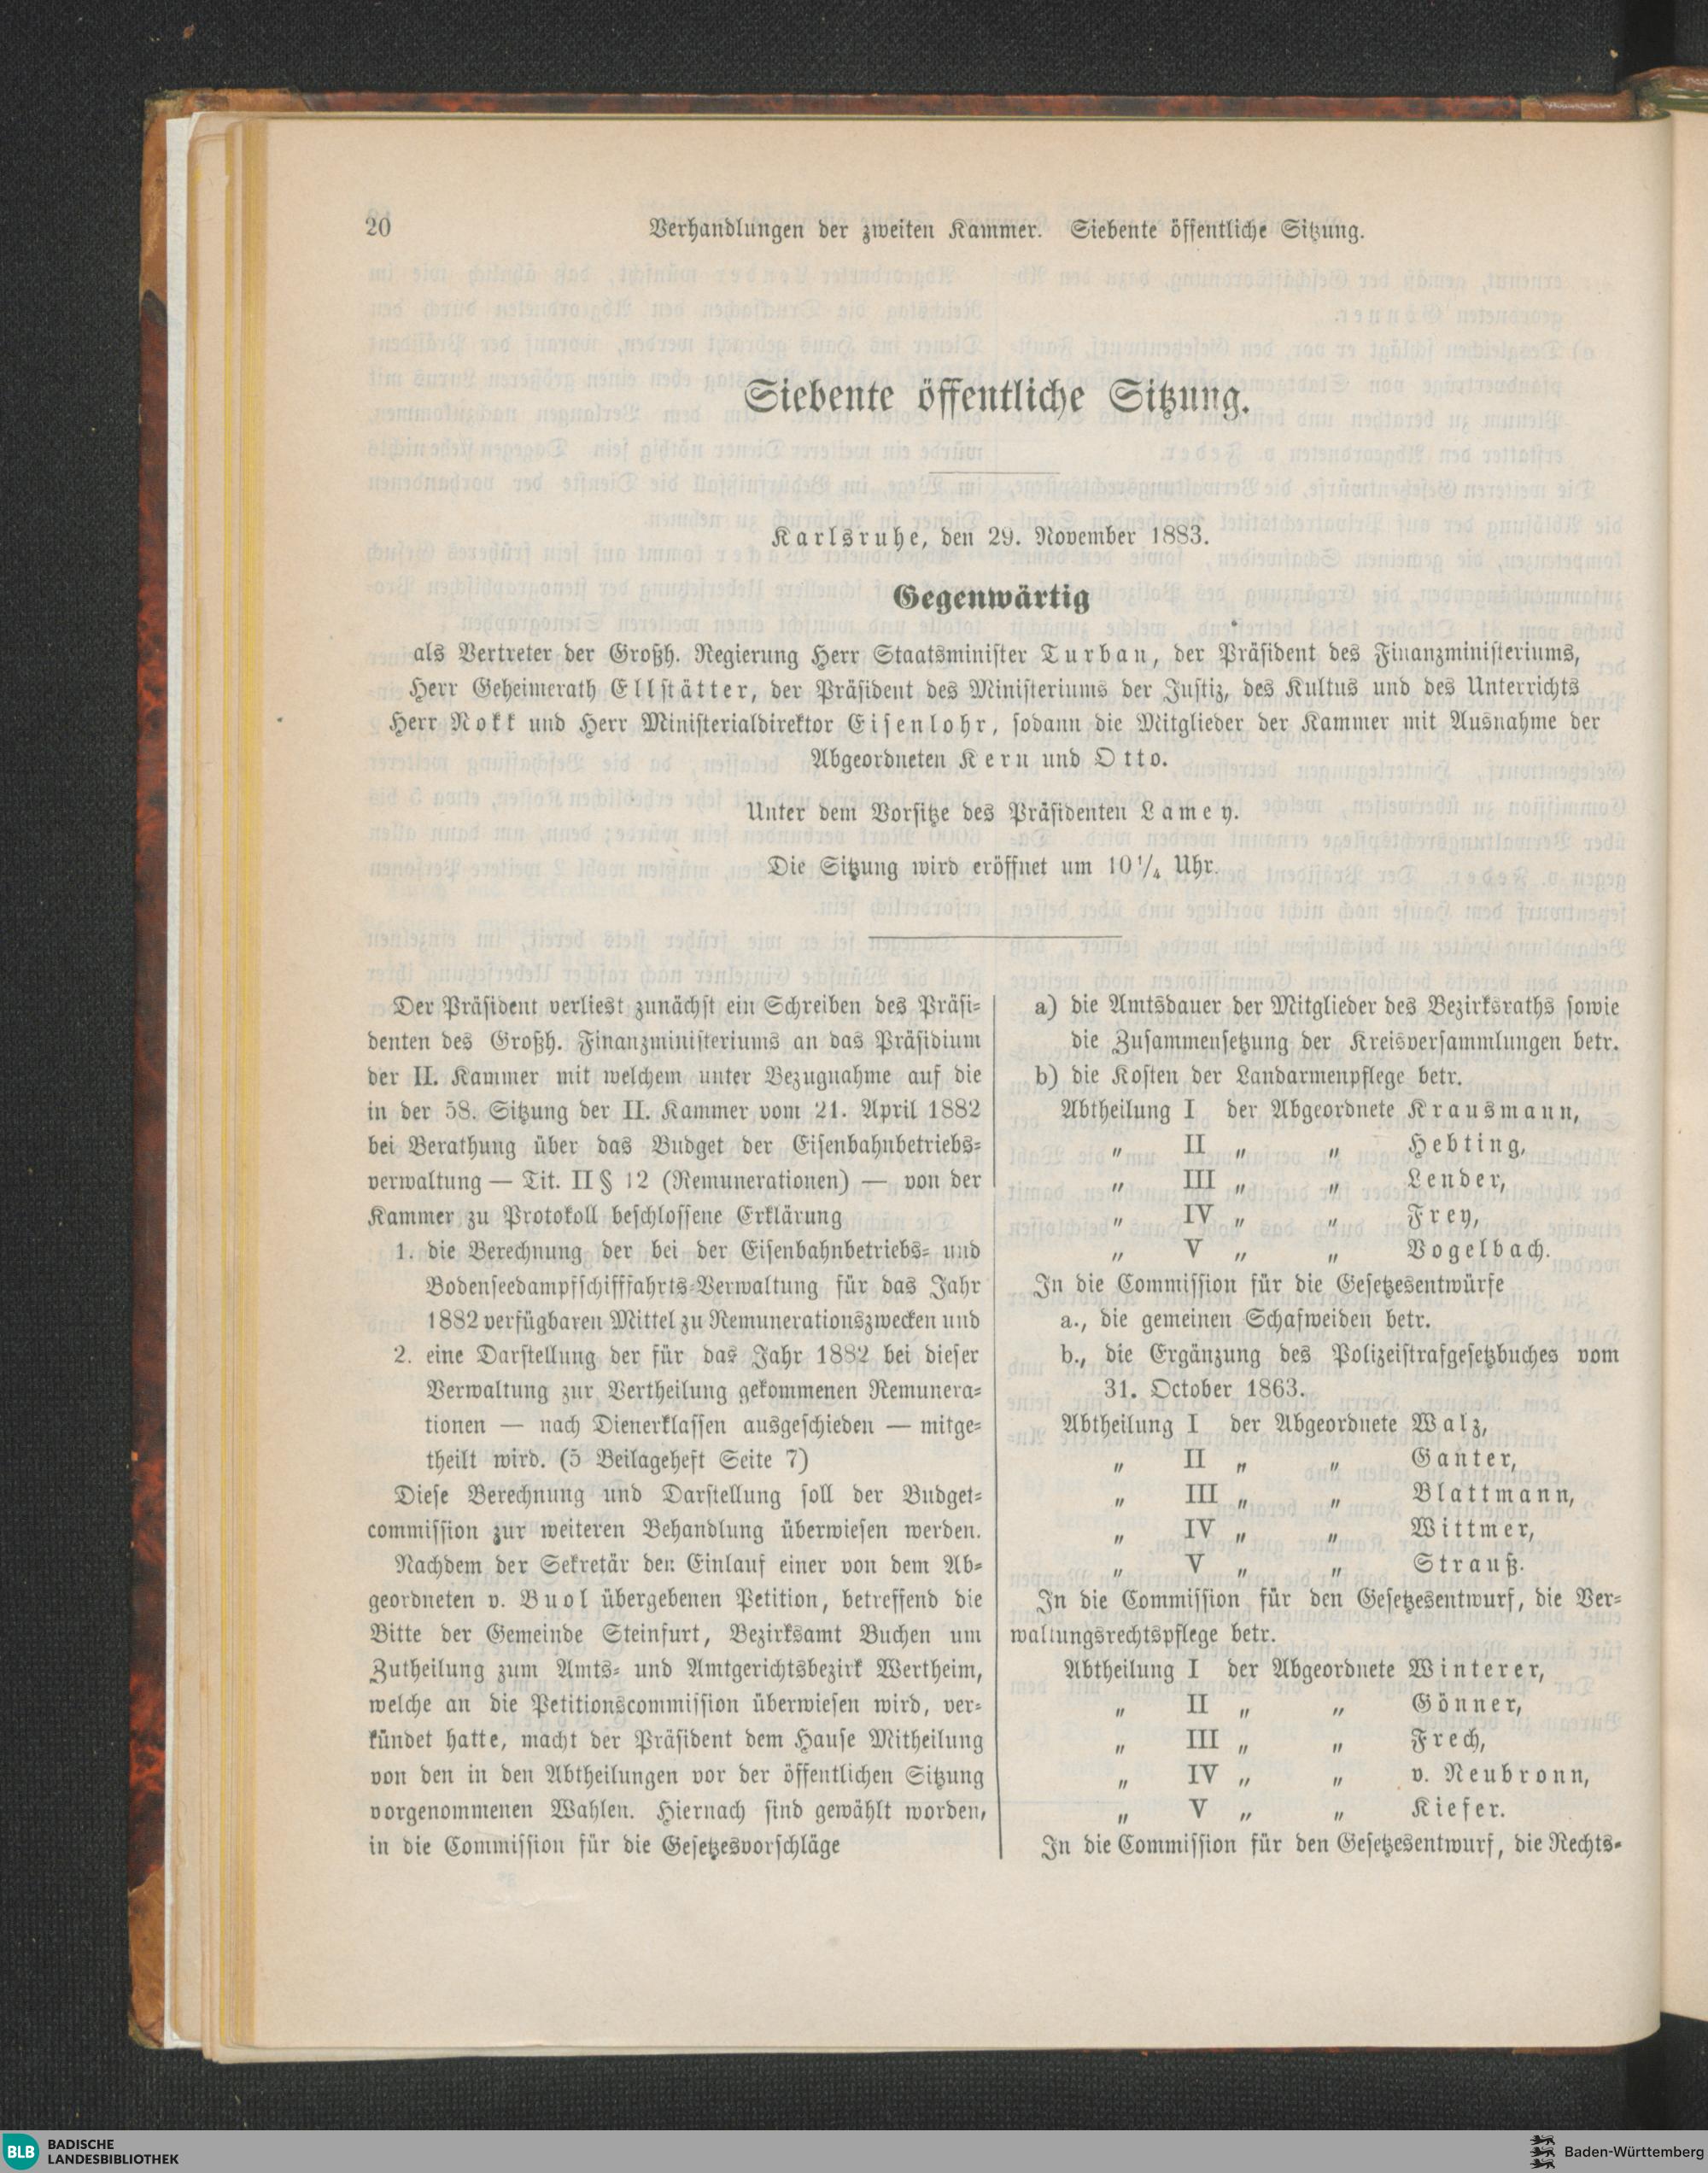 20 Verhandlungen der zweiten Kammer. Siebente öffentliche Sitzung.
Siebente öffentliche Sitzung.
Karlsruhe, den 29. November 1883.
Gegenwärtig
als Vertreter der Großh. Regierung Herr Staatsminister Turban, der Präsident des Finanzministeriums,
Herr Geheimerath Ellstätter, der Präsident des Ministeriums der Justiz, des Kultus und des Unterrichts
Herr Nokk und Herr Ministerialdirektor Eisenlohr, sodann die Mitglieder der Kammer mit Ausnahme der
Abgeordneten Kern und Otto.
Unter dem Vorsitze des Präsidenten Lamey.
Die Sitzung wird eröffnet um 10 1/4 Uhr.
Der Präsident verliest zunächst ein Schreiben des Präsi-
denten des Großh. Finanzministeriums an das Präsidium
der II. Kammer mit welchem unter Bezugnahme auf die
in der 58. Sitzung der II. Kammer vom 21. April 1882
bei Berathung über das Budget der Eisenbahnbetriebs-
verwaltung — Tit. II § 12 (Remunerationen) — von der
Kammer zu Protokoll beschlossene Erklärung
1. die Berechnung der bei der Eisenbahnbetriebs- und
Bodenseedampfschifffahrts-Verwaltung für das Jahr
1882 verfügbaren Mittel zu Remunerationszwecken und
2. eine Darstellung der für das Jahr 1882 bei dieser
Verwaltung zur Vertheilung gekommenen Remunera-
tionen — nach Dienerklassen ausgeschieden — mitge-
theilt wird. (5 Beilageheft Seite 7)
Diese Berechnung und Darstellung soll der Budget-
commission zur weiteren Behandlung überwiesen werden.
Nachdem der Sekretär den Einlauf einer von dem Ab-
geordneten v. Buol übergebenen Petition, betreffend die
Bitte der Gemeinde Steinfurt, Bezirksamt Buchen um
Zutheilung zum Amts- und Amtgerichtsbezirk Wertheim,
welche an die Petitionscommission überwiesen wird, ver-
kündet hatte, macht der Präsident dem Hause Mitheilung
von den in den Abtheilungen vor der öffentlichen Sitzung
vorgenommenen Wahlen. Hiernach sind gewählt worden,
in die Commission für die Gesetzesvorschläge
a) die Amtsdauer der Mitglieder des Bezirksraths sowie
die Zusammensetzung der Kreisversammlungen betr.
b) die Kosten der Landarmenpflege betr.
Abtheilung I der Abgeordnete Krausmann,
„ II „ „ Hebting,
„ III „ „ Lender,
„ IV „ „ Frey,
„ V „ „ Vogelbach.
In die Commission für die Gesetzesentwürfe
a., die gemeinen Schafweiden betr.
b., die Ergänzung des Polizeistrafgesetzbuches vom
31. October 1863.
Abtheilung I der Abgeordnete Walz,
„ II „ „ Ganter,
„ III „ „ Blattmann,
„ IV „ „ Wittmer,
„ V „ „ Strauß.
In die Commission für den Gesetzesentwurf, die Ver-
waltungsrechtspflege betr.
Abtheilung I der Abgeordnete Winterer,
„ II „ „ Gönner,
„ III „ „ Frech,
„ IV „ „ v. Neubronn,
„ V „ „ Kiefer.
In die Commission für den Gesetzesentwurf, die Rechts-
BLB BADISCHE
LANDESBIBLIOTHEK
Baden-Württemberg